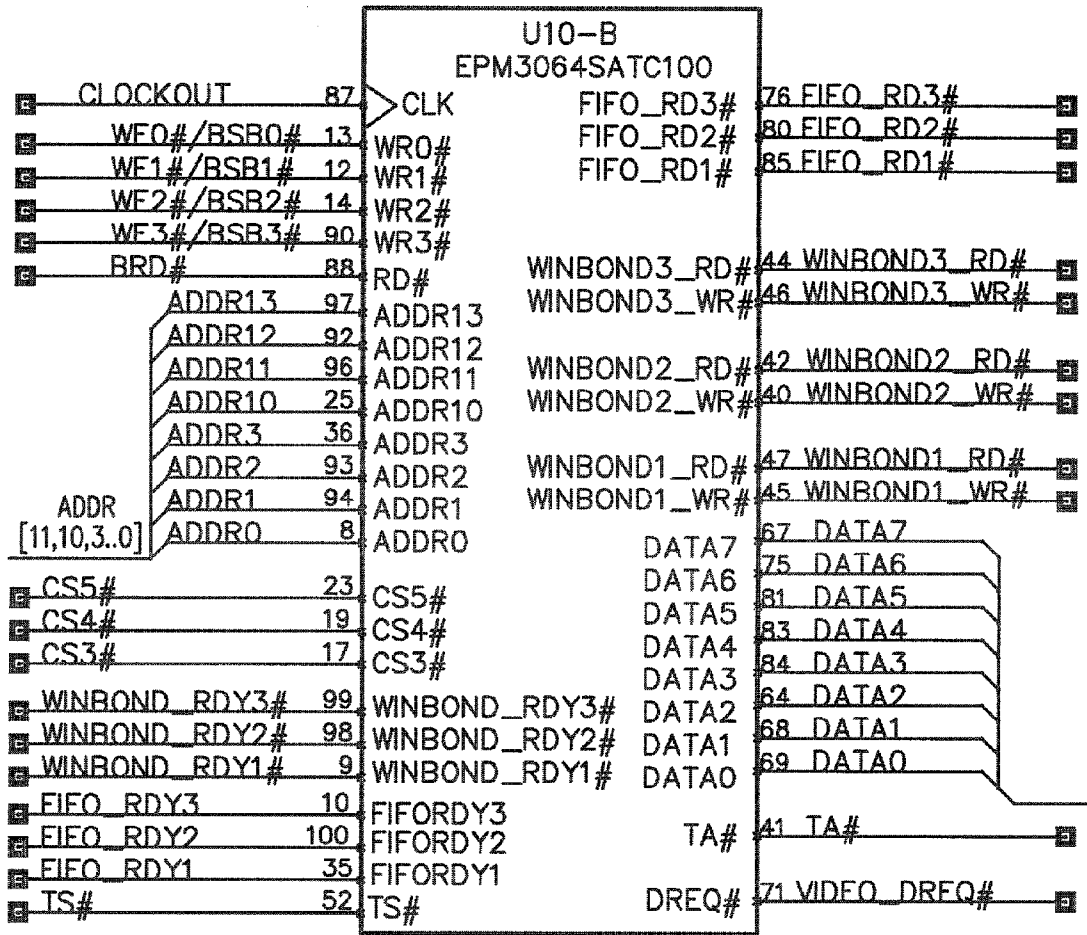 U10-B
EPM3064SATC100
CLOCKOUT 87 CLK FIFO_RD3# 76 FIFO_RD3#
WE0#/BSB0# 13 WR0# FIFO_RD2# 80 FIFO_RD2#
WE1#/BSB1# 12 WR1# FIFO_RD1# 85 FIFO_RD1#
WE2#/BSB2# 14 WR2#
WE3#/BSB3# 90 WR3#
BRD# 88 RD# WINBOND3_RD# 44 WINBOND3_RD#
ADDR13 97 ADDR13 WINBOND3_WR# 46 WINBOND3_WR#
ADDR12 92 ADDR12
ADDR11 96 ADDR11 WINBOND2_RD# 42 WINBOND2_RD#
ADDR10 25 ADDR10 WINBOND2_WR# 40 WINBOND2_WR#
ADDR3 36 ADDR3
ADDR2 93 ADDR2 WINBOND1_RD# 47 WINBOND1_RD#
ADDR1 94 ADDR1 WINBOND1_WR# 45 WINBOND1_WR#
ADDR
[11,10,3..0] ADDR0 8 ADDR0 DATA7 67 DATA7
DATA6 75 DATA6
CS5# 23 CS5# DATA5 81 DATA5
CS4# 19 CS4# DATA4 83 DATA4
CS3# 17 CS3# DATA3 84 DATA3
WINBOND_RDY3# 99 WINBOND_RDY3# DATA2 64 DATA2
WINBOND_RDY2# 98 WINBOND_RDY2# DATA1 68 DATA1
WINBOND_RDY1# 9 WINBOND_RDY1# DATA0 69 DATA0
FIFO_RDY3 10 FIFORDY3
FIFO_RDY2 100 FIFORDY2 TA# 41 TA#
FIFO_RDY1 35 FIFORDY1
TS# 52 TS# DREQ# 71 VIDEO_DREQ#